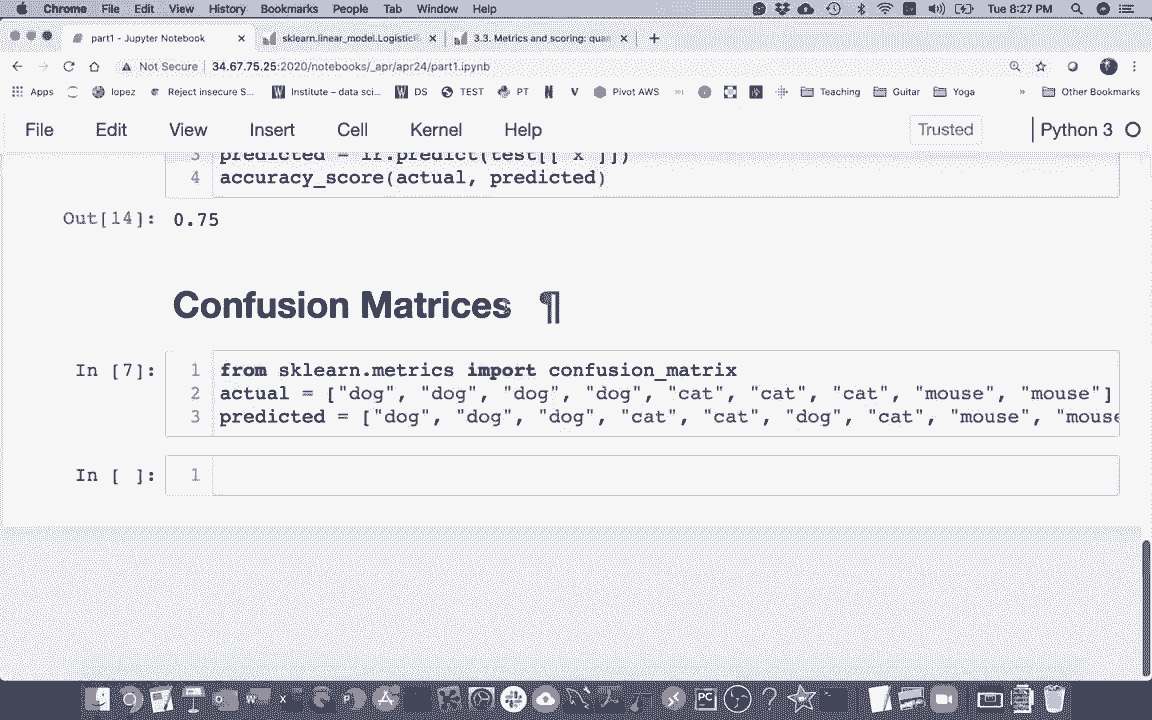 Chrome File Edit View History Bookmarks People Tab Window Help Tue 8:27 PM
part1 - Jupyter Notebook sklearn.linear_model.LogisticR 3.3. Metrics and scoring: quan
Not Secure 34.67.75.25:2020/notebooks/_apr/apr24/part1.ipynb
Apps lopez Reject insecure S... Institute – data sci... DS TEST PT N V Pivot AWS Teaching Guitar Yoga » Other Bookmarks
File Edit View Insert Cell Kernel Help Trusted Python 3
3 predicted = lr.predict(test[["x"]])
4 accuracy_score(actual, predicted)
Out[14]: 0.75
Confusion Matrices ¶
In [7]: 1 from sklearn.metrics import confusion_matrix
2 actual = ["dog", "dog", "dog", "dog", "cat", "cat", "cat", "mouse", "mouse"]
3 predicted = ["dog", "dog", "dog", "cat", "cat", "dog", "cat", "mouse", "mouse
In [ ]: 1